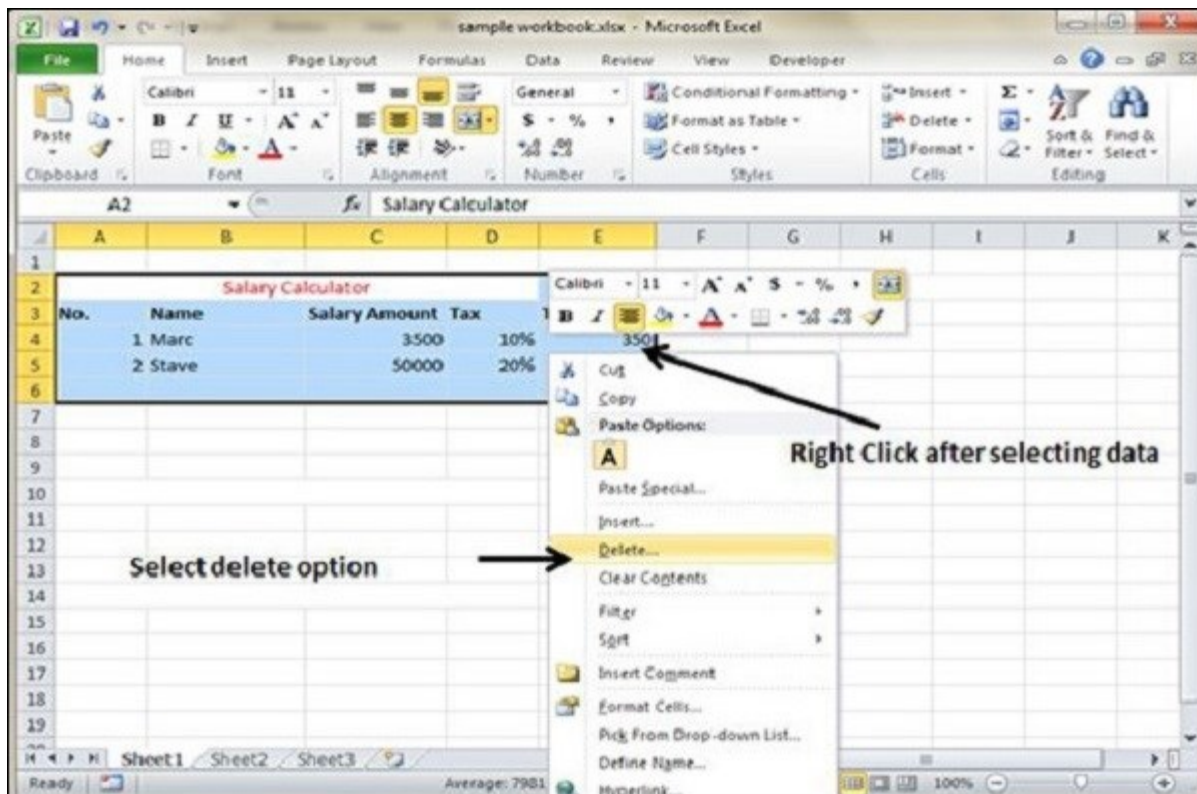 sample workbook.xlsx - Microsoft Excel
File Home Insert Page Layout Formulas Data Review View Developer
Paste
Calibri 11
B I U A A
General
$ % ,
Conditional Formatting
Format as Table
Cell Styles
Insert
Delete
Format
Σ
Sort & Filter
Find & Select
Clipboard Font Alignment Number Styles Cells Editing
A2 fx Salary Calculator
A B C D E F G H I J K
1
2 Salary Calculator
3 No. Name Salary Amount Tax T
4 1 Marc 3500 10% 350
5 2 Stave 50000 20%
6
7
8
9
10
11
12
13
14
15
16
17
18
19
Calibri 11 A A $ % ,
B I A
Cut
Copy
Paste Options:
A
Paste Special...
Insert...
Delete...
Clear Contents
Filter
Sort
Insert Comment
Format Cells...
Pick From Drop-down List...
Define Name...
Hyperlink...
Right Click after selecting data
Select delete option
Sheet1 Sheet2 Sheet3
Ready Average: 7981 100%